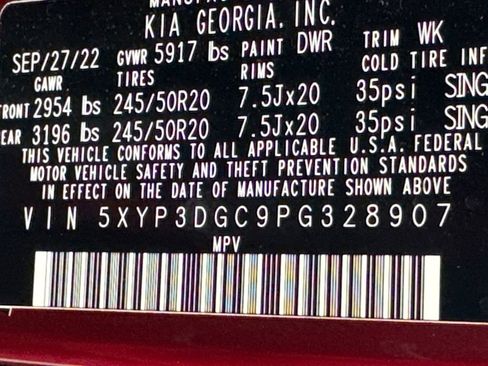 KIA GEORGIA, INC.
SEP/27/22 GVWR 5917 lbs PAINT DWR TRIM WK
GAWR TIRES RIMS COLD TIRE INF
FRONT 2954 lbs 245/50R20 7.5Jx20 35psi SING
EAR 3196 lbs 245/50R20 7.5Jx20 35psi SING
THIS VEHICLE CONFORMS TO ALL APPLICABLE U.S.A. FEDERAL
MOTOR VEHICLE SAFETY AND THEFT PREVENTION STANDARDS
IN EFFECT ON THE DATE OF MANUFACTURE SHOWN ABOVE
VIN 5XYP3DGC9PG328907
MPV